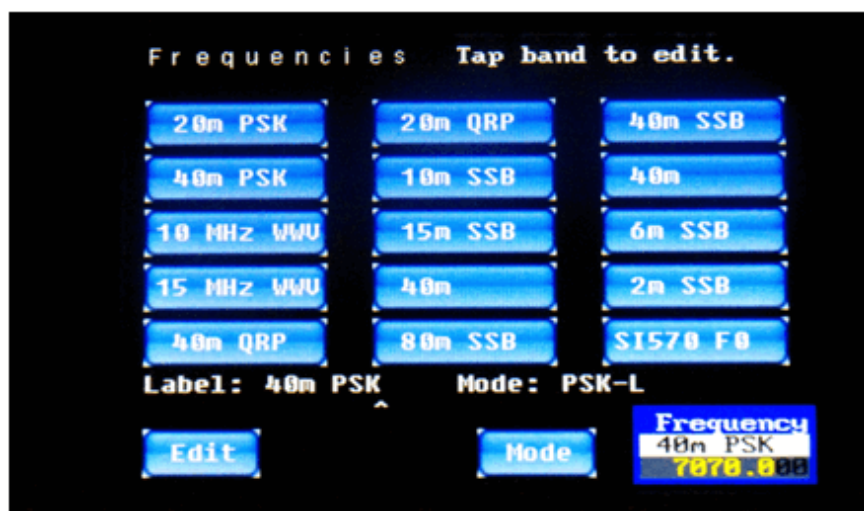 Frequencies Tap band to edit.
20m PSK 20m QRP 40m SSB
40m PSK 10m SSB 40m
10 MHz WWV 15m SSB 6m SSB
15 MHz WWV 40m 2m SSB
40m QRP 80m SSB SI570 F0
Label: 40m PSK Mode: PSK-L
^
Edit Mode Frequency
40m PSK
7070.000